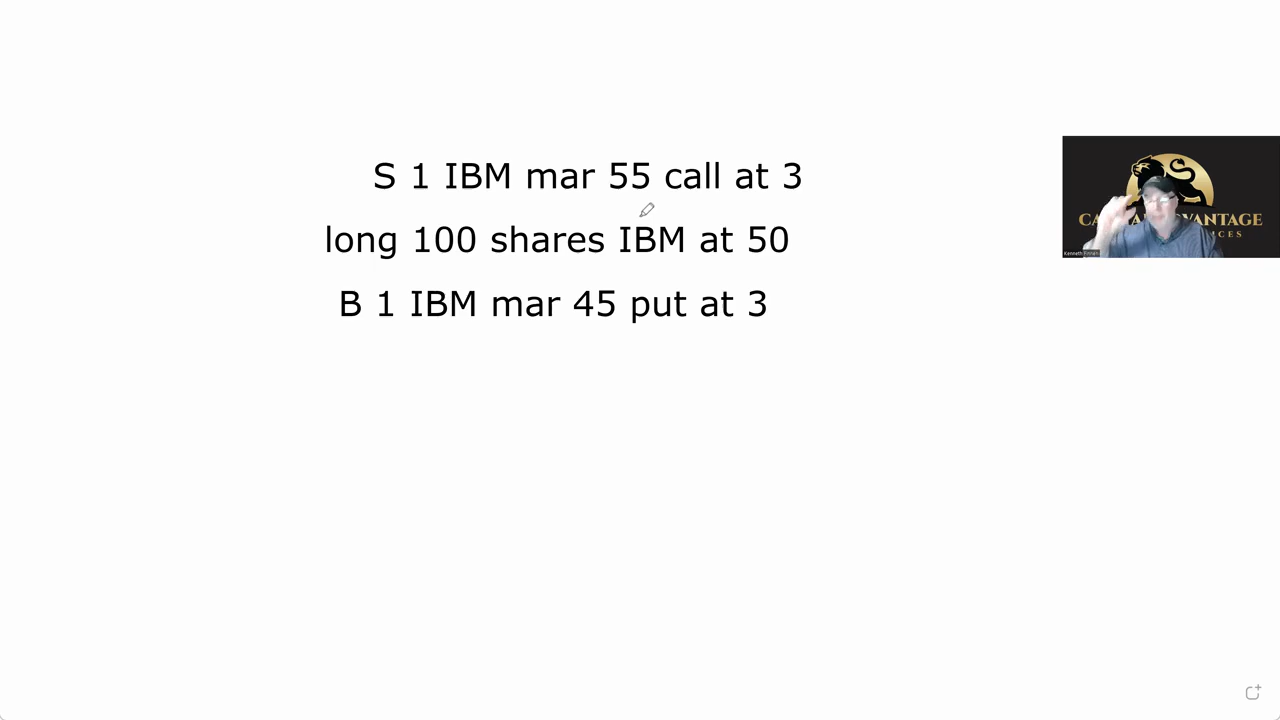 S 1 IBM mar 55 call at 3
long 100 shares IBM at 50
B 1 IBM mar 45 put at 3